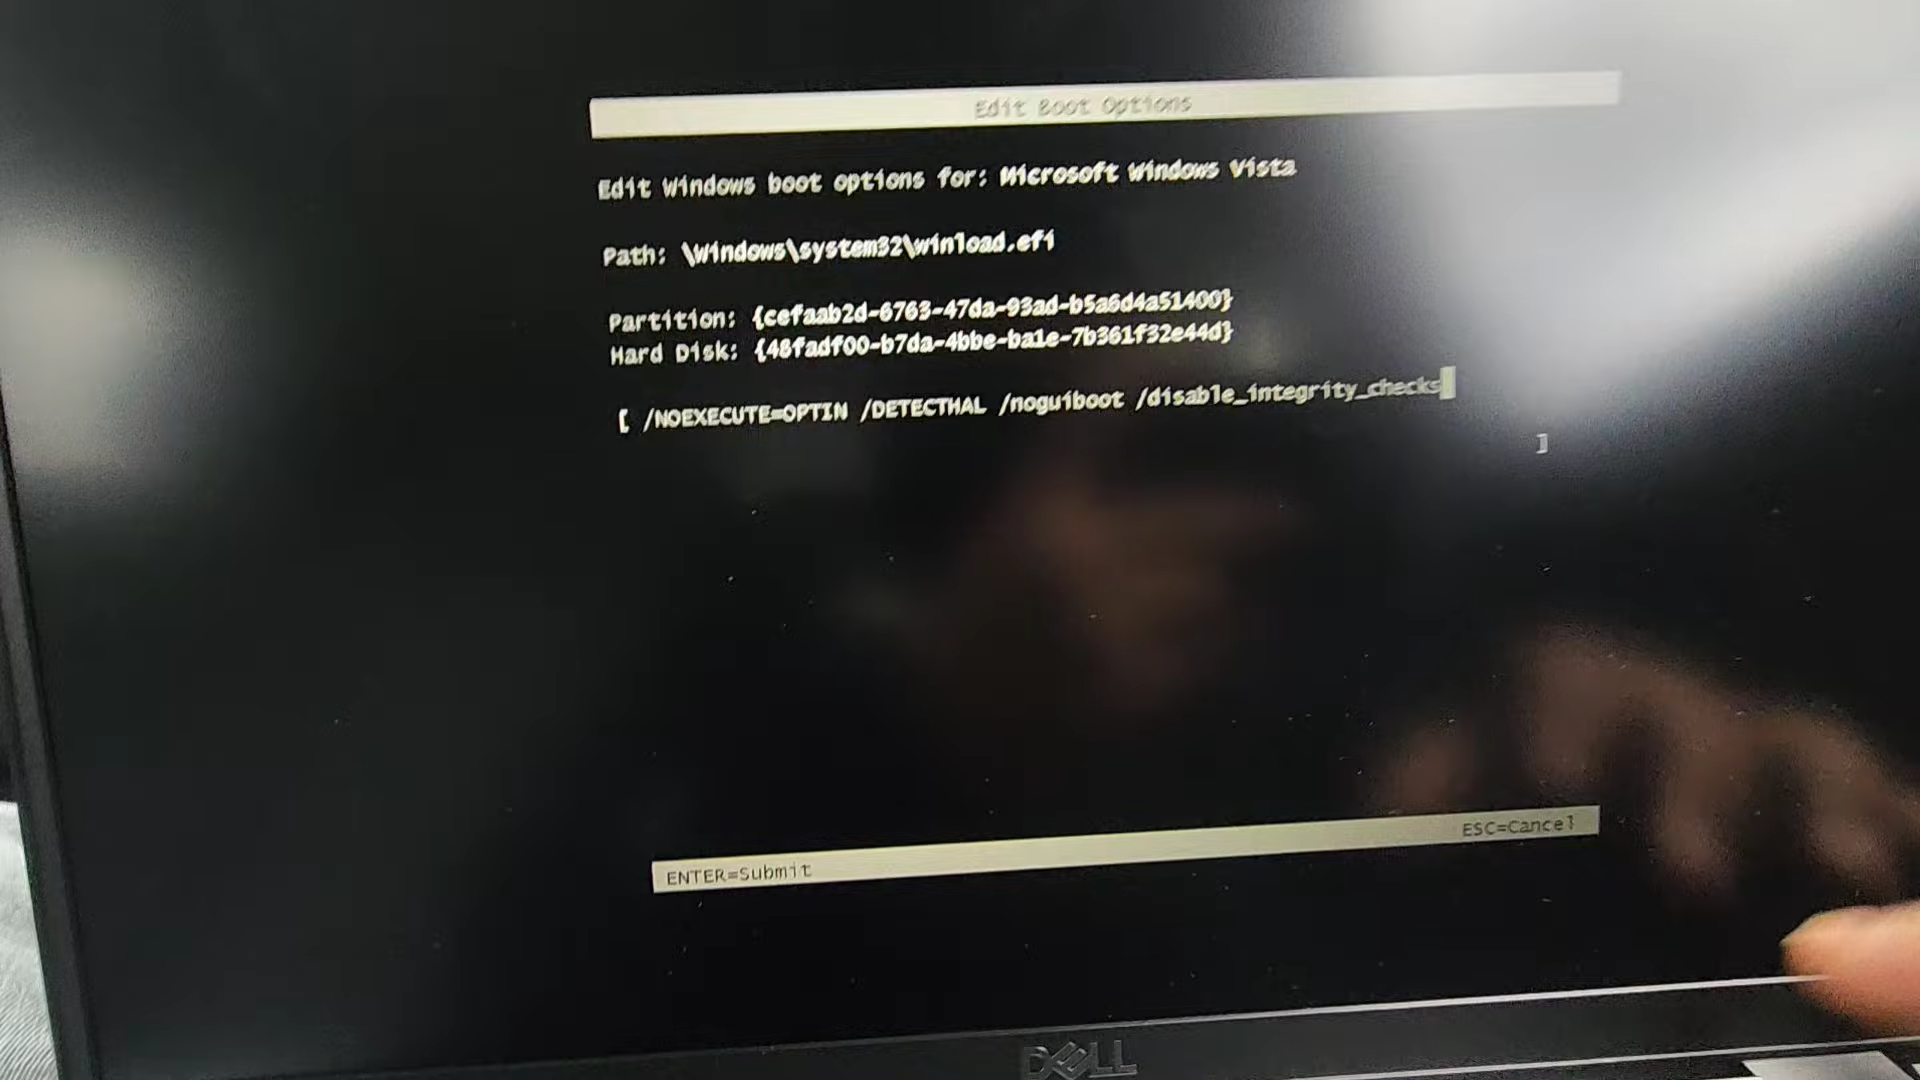 Edit Boot Options
Edit Windows boot options for: Microsoft Windows Vista
Path: \Windows\system32\winload.efi
Partition: {cefaab2d-6763-47da-93ad-b5a6d4a51400}
Hard Disk: {48fadf00-b7da-4bbe-ba1e-7b361f32e44d}
[ /NOEXECUTE=OPTIN /DETECTHAL /noguiboot /disable_integrity_checks
]
ENTER=Submit ESC=Cancel
DELL